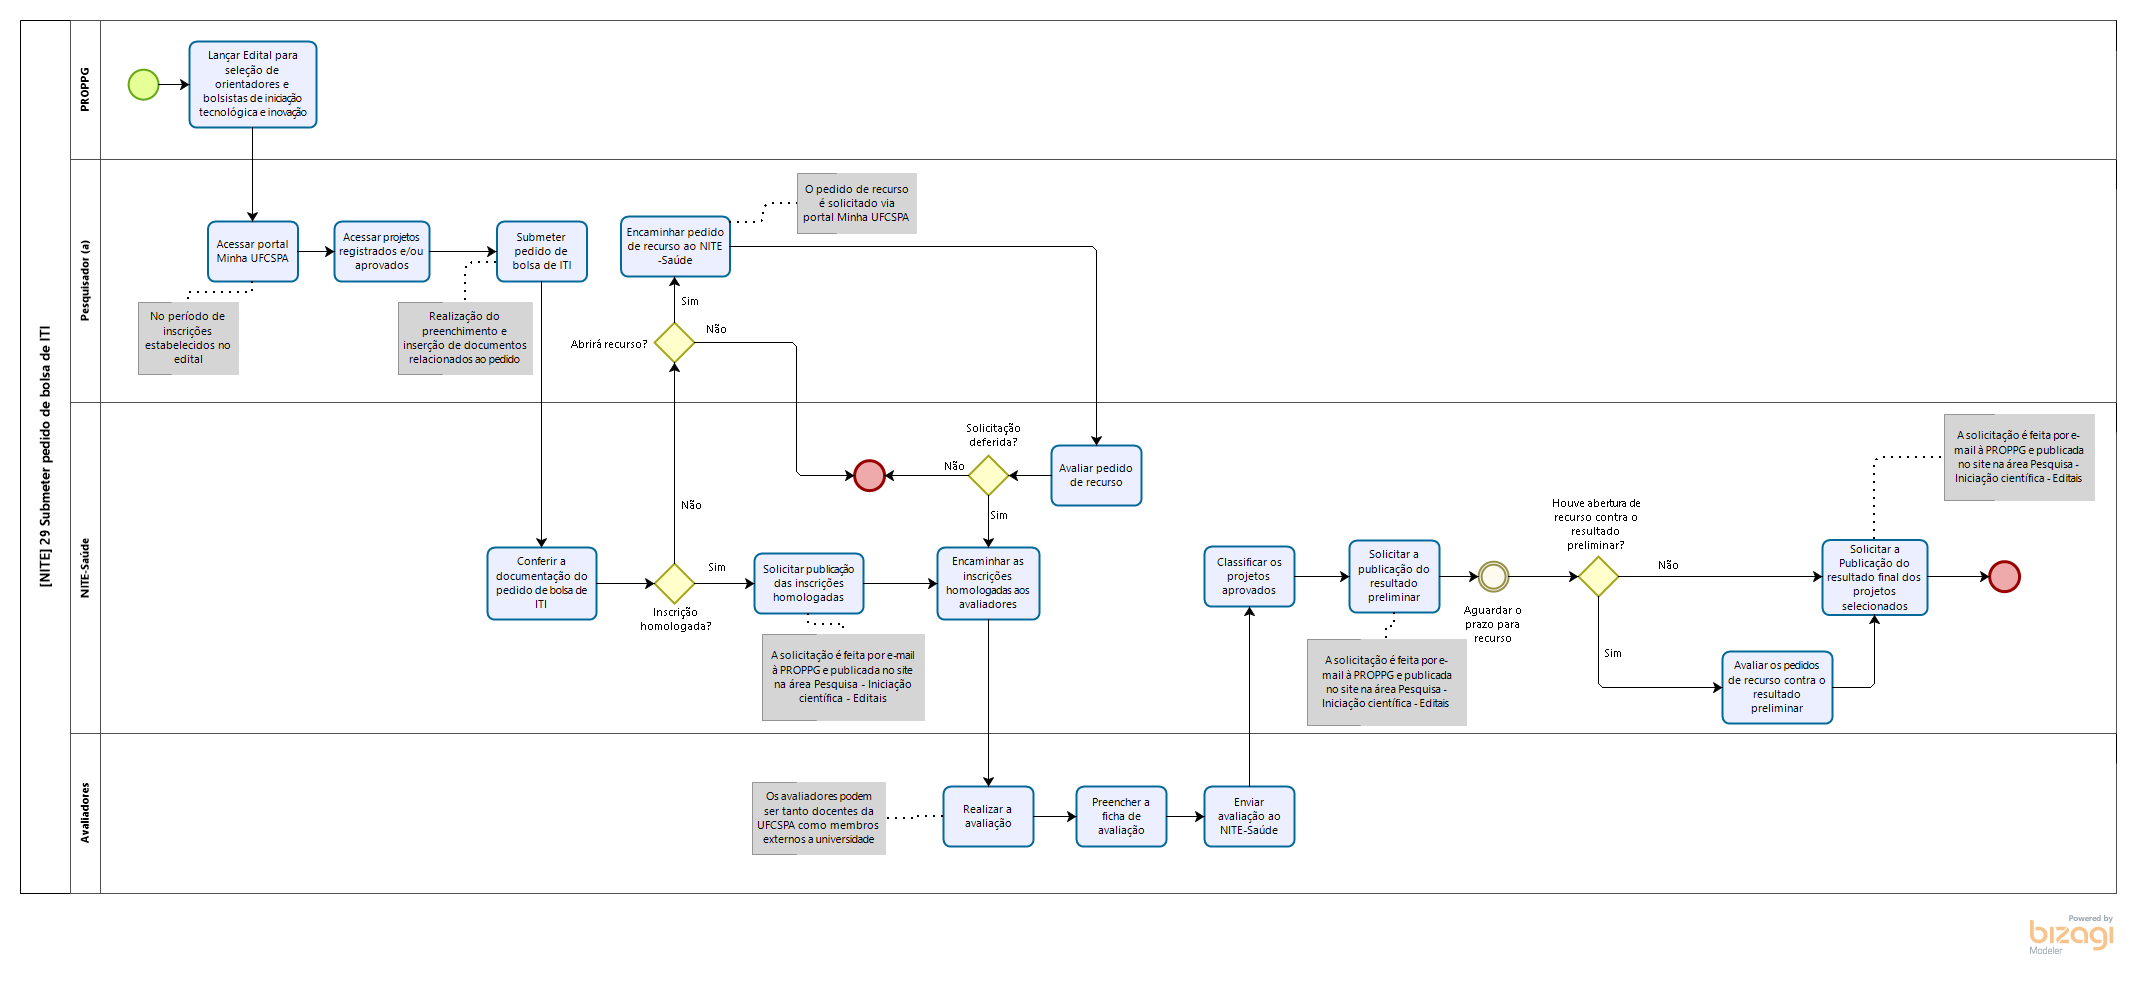 [NITE] 29 Submeter pedido de bolsa de ITI
PROPPG
Lançar Edital para
seleção de
orientadores e
bolsistas de iniciação
tecnológica e inovação
Pesquisador (a)
Acessar portal
Minha UFCSPA
No período de
inscrições
estabelecidos no
edital
Acessar projetos
registrados e/ou
aprovados
Submeter
pedido de
bolsa de ITI
Realização do
preenchimento e
inserção de documentos
relacionados ao pedido
Encaminhar pedido
de recurso ao NITE
-Saúde
O pedido de recurso
é solicitado via
portal Minha UFCSPA
Sim
Não
Abrirá recurso?
NITE-Saúde
Conferir a
documentação do
pedido de bolsa de
ITI
Não
Sim
Inscrição
homologada?
Solicitar publicação
das inscrições
homologadas
A solicitação é feita por e-mail
à PROPPG e publicada no site
na área Pesquisa - Iniciação
científica - Editais
Solicitação
deferida?
Não
Sim
Avaliar pedido
de recurso
Encaminhar as
inscrições
homologadas aos
avaliadores
Classificar os
projetos
aprovados
Solicitar a
publicação do
resultado
preliminar
A solicitação é feita por e-
mail à PROPPG e publicada
no site na área Pesquisa -
Iniciação científica - Editais
Aguardar o
prazo para
recurso
Houve abertura de
recurso contra o
resultado
preliminar?
Não
Sim
Avaliar os pedidos
de recurso contra o
resultado
preliminar
Solicitar a
Publicação do
resultado final dos
projetos
selecionados
A solicitação é feita por e-
mail à PROPPG e publicada
no site na área Pesquisa -
Iniciação científica - Editais
Avaliadores
Os avaliadores podem
ser tanto docentes da
UFCSPA como membros
externos a universidade
Realizar a
avaliação
Preencher a
ficha de
avaliação
Enviar
avaliação ao
NITE-Saúde
Powered by
bizagi
Modeler